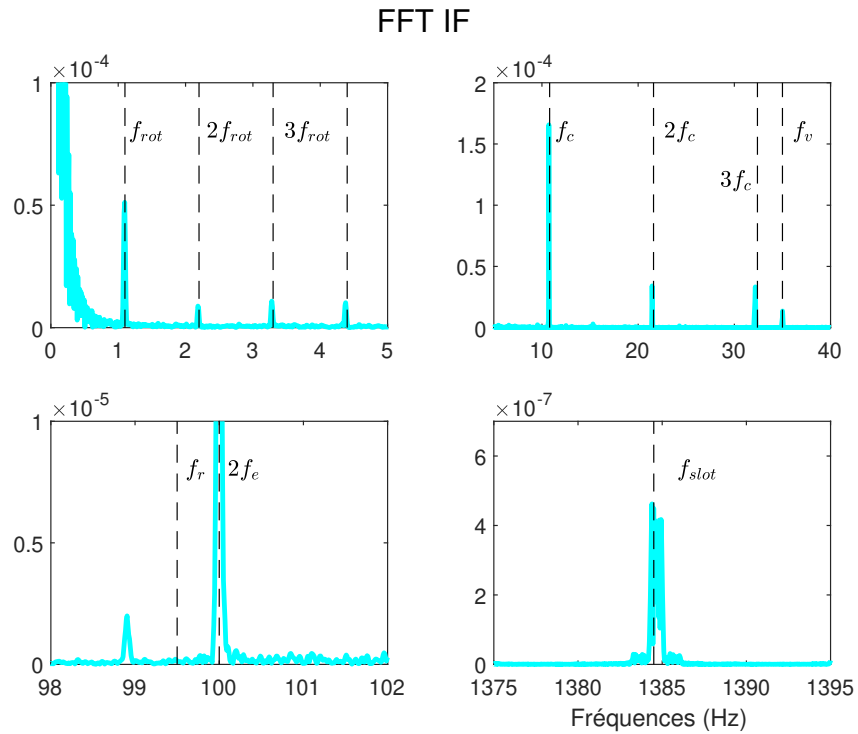 FFT IF
×10⁻⁴
1
0.5
0
f_rot
2f_rot
3f_rot
0 1 2 3 4 5
×10⁻⁴
2
1.5
1
0.5
0
f_c
2f_c
f_v
3f_c
10 20 30 40
×10⁻⁵
1
0.5
0
f_r
2f_e
98 99 100 101 102
×10⁻⁷
6
4
2
0
f_slot
1375 1380 1385 1390 1395
Fréquences (Hz)